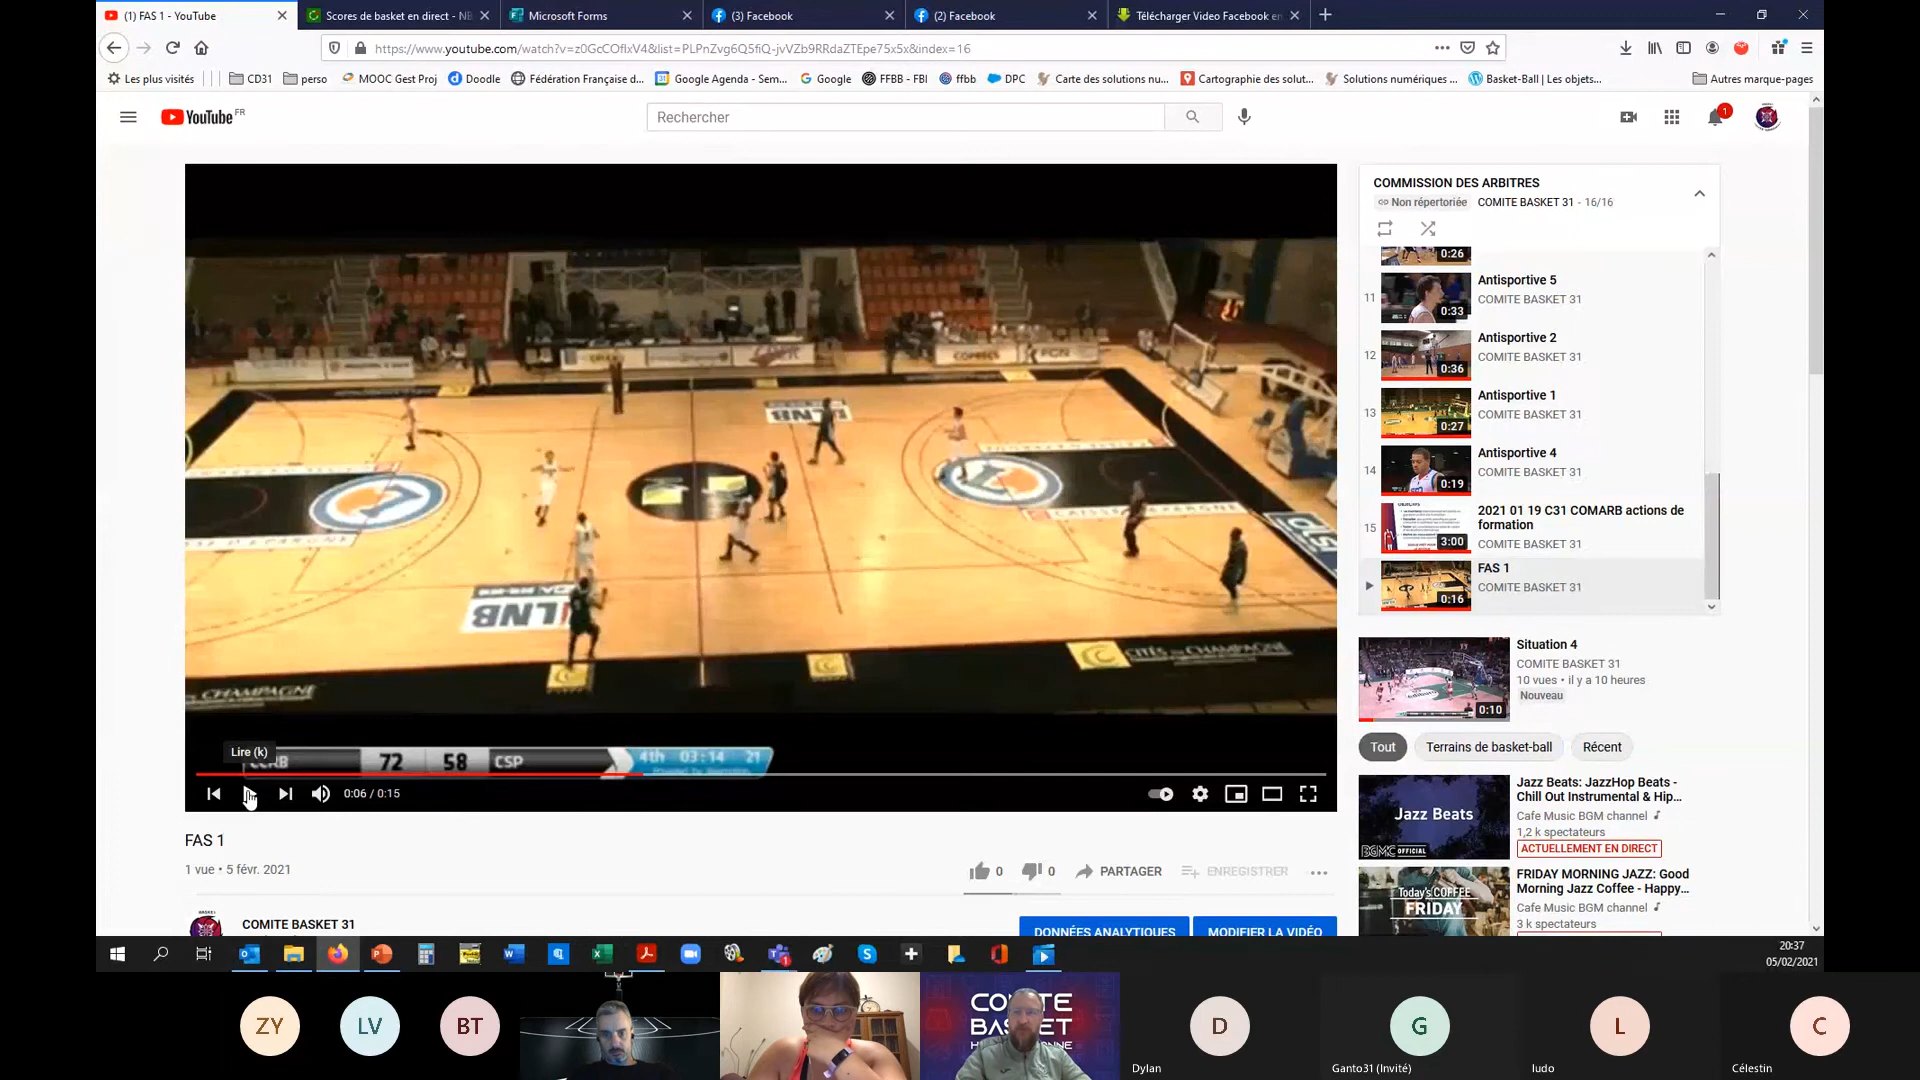 (1) FAS 1 - YouTube
Scores de basket en direct - NB
Microsoft Forms
(3) Facebook
(2) Facebook
Télécharger Video Facebook en
https://www.youtube.com/watch?v=z0GcCOflxV4&list=PLPnZvg6Q5fiQ-jvVZb9RRdaZTEpe75x5x&index=16
Les plus visités
CD31
perso
MOOC Gest Proj
Doodle
Fédération Française d...
Google Agenda - Sem...
Google
FFBB - FBI
ffbb
DPC
Carte des solutions nu...
Cartographie des solut...
Solutions numériques ...
Basket-Ball | Les objets...
Autres marque-pages
YouTube FR
Rechercher
1
COMMISSION DES ARBITRES
Non répertoriée COMITE BASKET 31 - 16/16
0:26
11
0:33
Antisportive 5
COMITE BASKET 31
12
0:36
Antisportive 2
COMITE BASKET 31
13
0:27
Antisportive 1
COMITE BASKET 31
14
0:19
Antisportive 4
COMITE BASKET 31
15
3:00
2021 01 19 C31 COMARB actions de
formation
COMITE BASKET 31
0:16
FAS 1
COMITE BASKET 31
LNB
LNB
CITÉS EN CHAMPAGNE
CHAMPAGNE
Lire (k)
72 58 CSP
4th 03:14 21
0:06 / 0:15
FAS 1
1 vue • 5 févr. 2021
0
0
PARTAGER
ENREGISTRER
COMITE BASKET 31
DONNÉES ANALYTIQUES
MODIFIER LA VIDÉO
0:10
Situation 4
COMITE BASKET 31
10 vues • il y a 10 heures
Nouveau
Tout
Terrains de basket-ball
Récent
Jazz Beats
BGMC OFFICIAL
Jazz Beats: JazzHop Beats -
Chill Out Instrumental & Hip...
Cafe Music BGM channel
1,2 k spectateurs
ACTUELLEMENT EN DIRECT
Today's COFFEE
FRIDAY
FRIDAY MORNING JAZZ: Good
Morning Jazz Coffee - Happy...
Cafe Music BGM channel
3 k spectateurs
20:37
05/02/2021
ZY
LV
BT
D
Dylan
G
Ganto31 (Invité)
L
ludo
C
Célestin